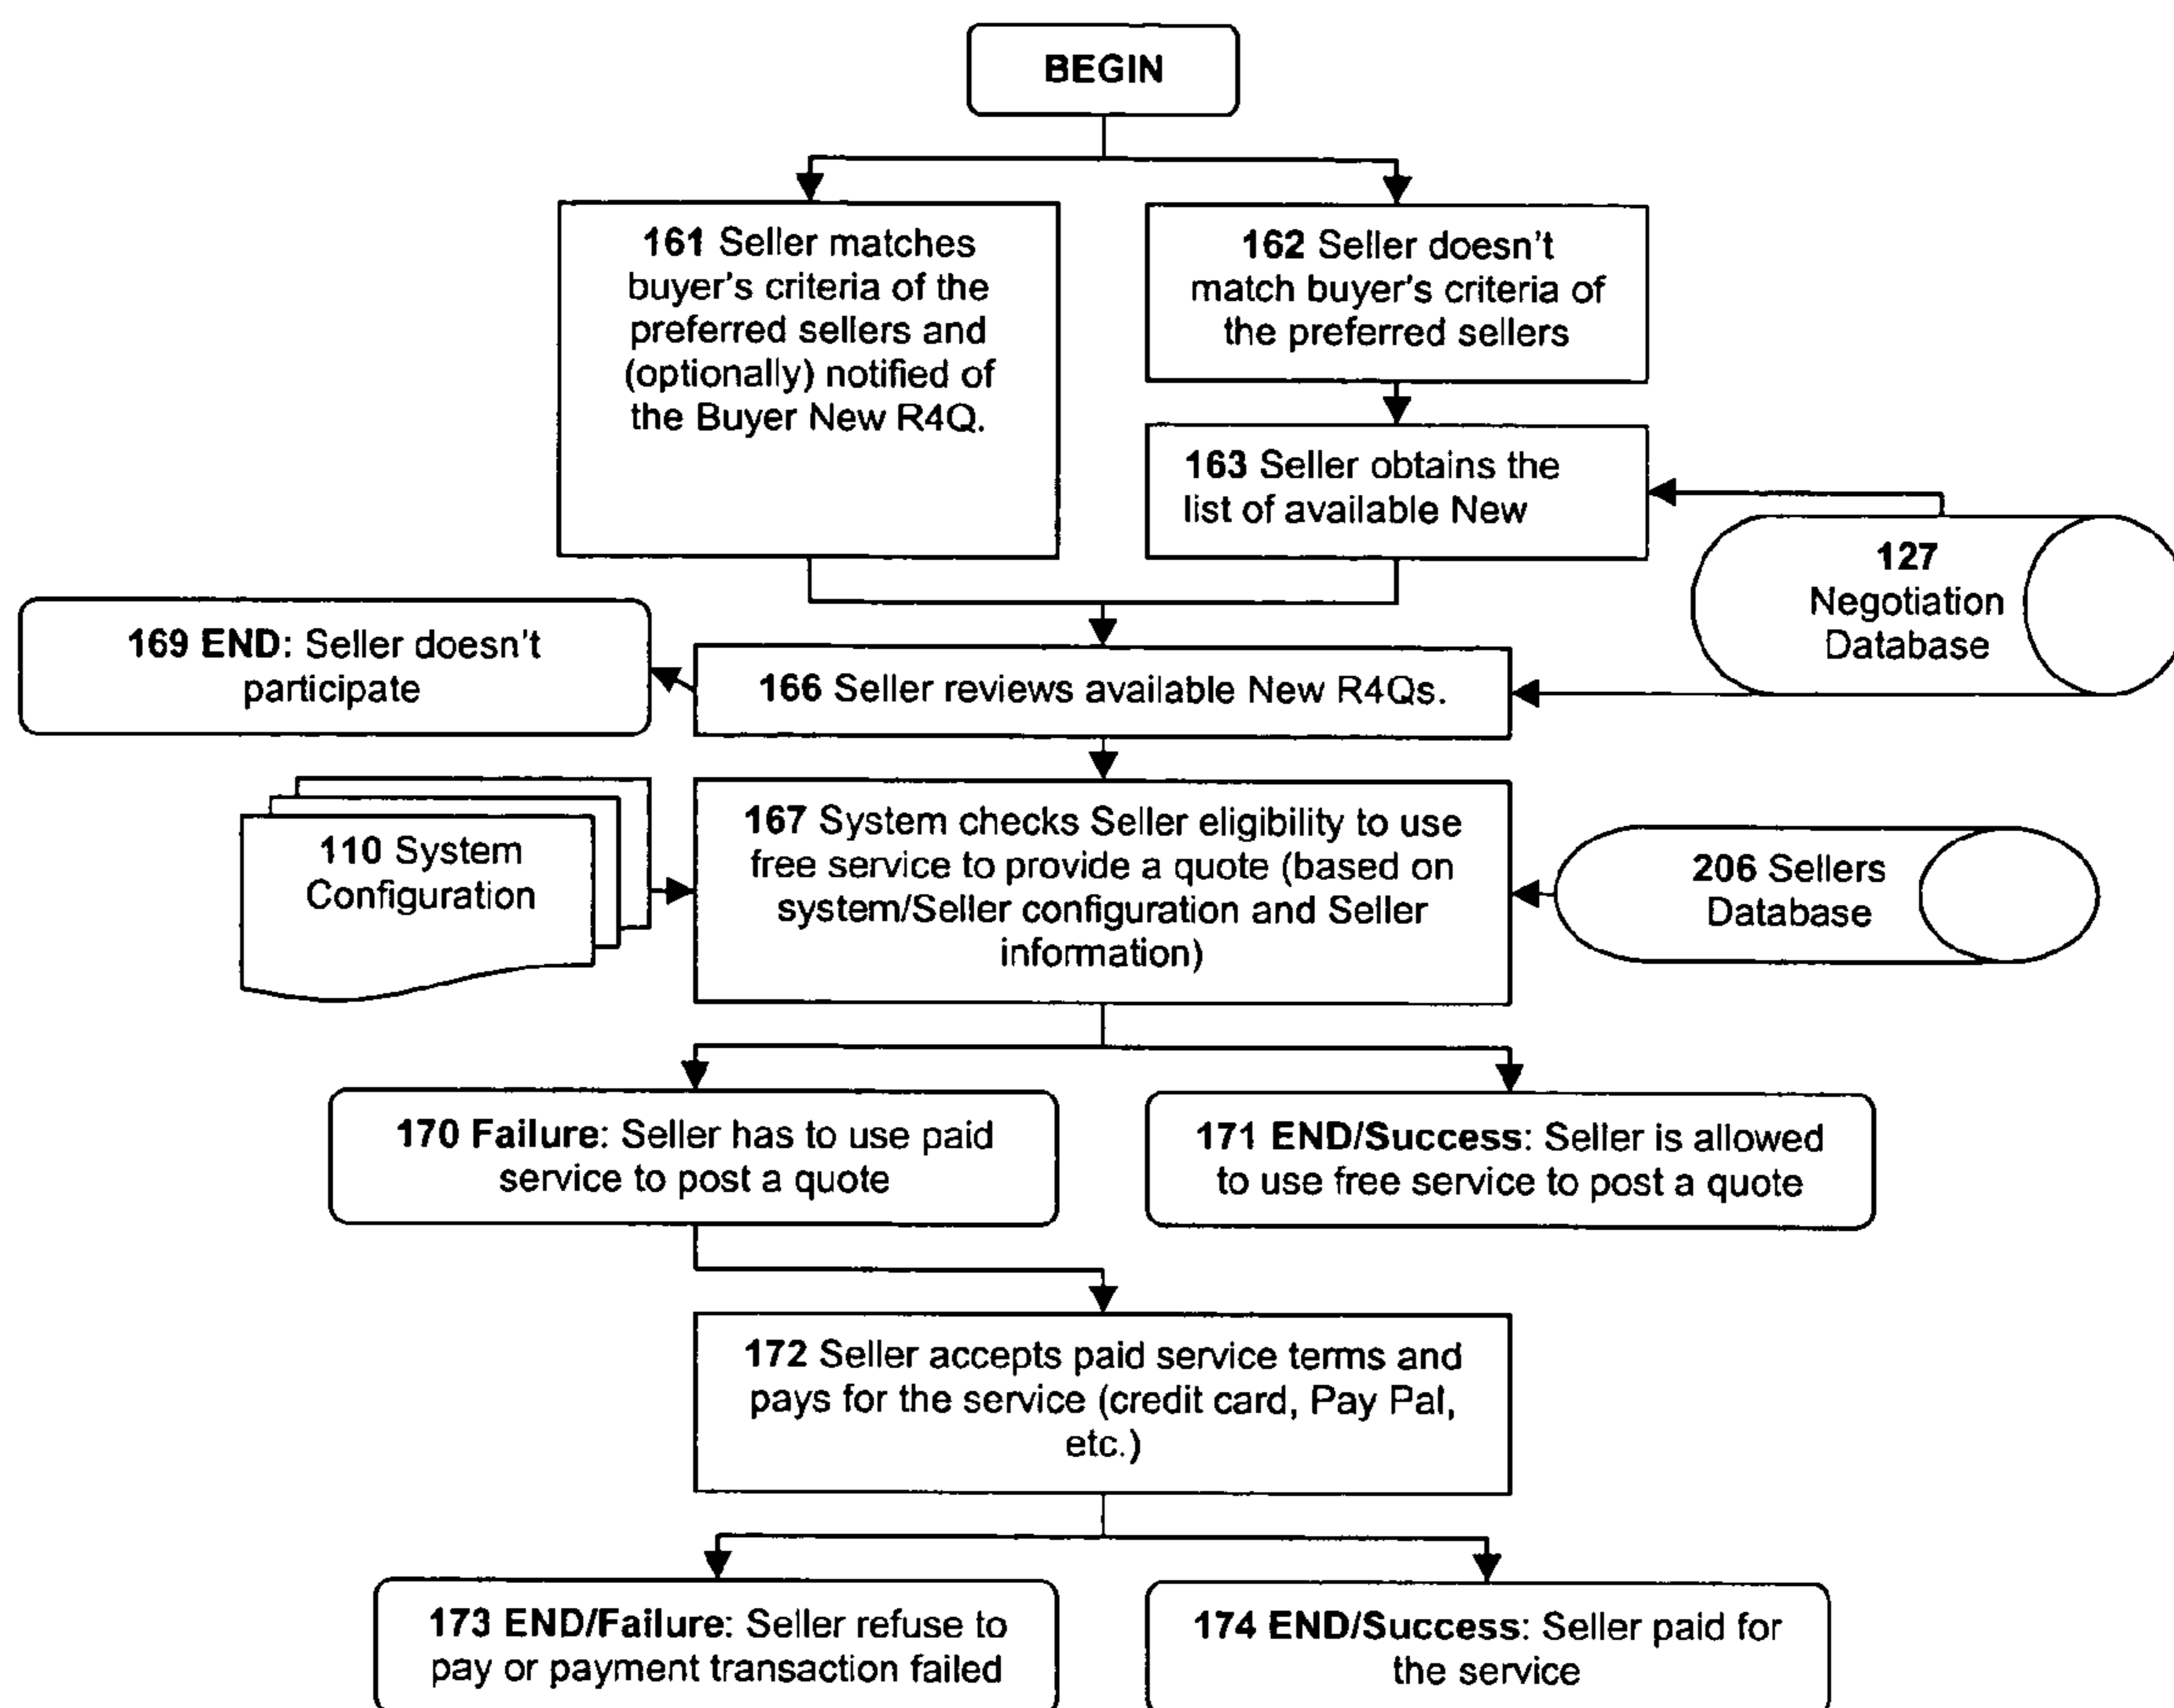 BEGIN
161 Seller matches
buyer's criteria of the
preferred sellers and
(optionally) notified of
the Buyer New R4Q.
162 Seller doesn't
match buyer's criteria of
the preferred sellers
163 Seller obtains the
list of available New
127
Negotiation
Database
169 END: Seller doesn't
participate
166 Seller reviews available New R4Qs.
110 System
Configuration
167 System checks Seller eligibility to use
free service to provide a quote (based on
system/Seller configuration and Seller
information)
206 Sellers
Database
170 Failure: Seller has to use paid
service to post a quote
171 END/Success: Seller is allowed
to use free service to post a quote
172 Seller accepts paid service terms and
pays for the service (credit card, Pay Pal,
etc.)
173 END/Failure: Seller refuse to
pay or payment transaction failed
174 END/Success: Seller paid for
the service